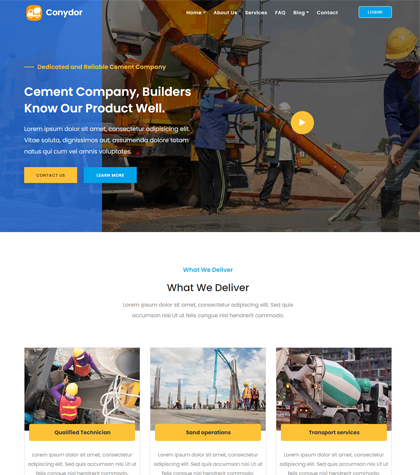 Conydor
Home About Us Services FAQ Blog Contact LOGIN
Dedicated and Reliable Cement Company
Cement Company, Builders
Know Our Product Well.
Lorem ipsum dolor sit amet, consectetur adipisicing elit.
Vitae soluta, dignissimos aut, assumenda dolore totam
natus qui cum vel omnis voluptates.
CONTACT US LEARN MORE
What We Deliver
What We Deliver
Lorem ipsum dolor sit amet, consectetur adipisicing elit. Sed quis
accumsan nisi Ut ut felis congue nisl hendrerit commodo.
Qualified Technician Sand operations Transport services
Lorem ipsum dolor sit amet, Lorem ipsum dolor sit amet, Lorem ipsum dolor sit amet,
consectetur adipisicing elit. consectetur adipisicing elit. consectetur adipisicing elit.
Sed quis accumsan nisi Ut ut Sed quis accumsan nisi Ut ut Sed quis accumsan nisi Ut ut
felis congue nisl hendrerit felis congue nisl hendrerit felis congue nisl hendrerit